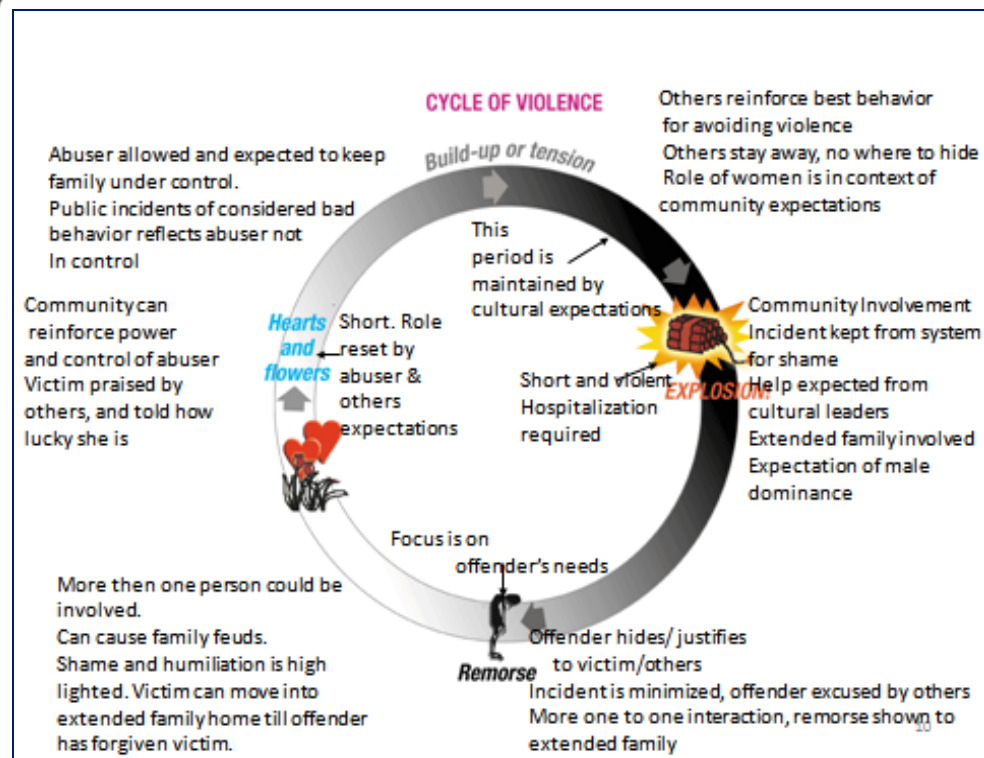 CYCLE OF VIOLENCE
Build-up or tension
Others reinforce best behavior
for avoiding violence
Others stay away, no where to hide
Role of women is in context of
community expectations
Abuser allowed and expected to keep
family under control.
Public incidents of considered bad
behavior reflects abuser not
In control
This
period is
maintained by
cultural expectations
Community can
reinforce power
and control of abuser
Victim praised by
others, and told how
lucky she is
Hearts
and
flowers
Short. Role
reset by
abuser &
others
expectations
Short and violent
Hospitalization
required
EXPLOSION!
Community Involvement
Incident kept from system
for shame
Help expected from
cultural leaders
Extended family involved
Expectation of male
dominance
Focus is on
offender's needs
More then one person could be
involved.
Can cause family feuds.
Shame and humiliation is high
lighted. Victim can move into
extended family home till offender
has forgiven victim.
Remorse
Offender hides/ justifies
to victim/others
Incident is minimized, offender excused by others
More one to one interaction, remorse shown to
extended family
10